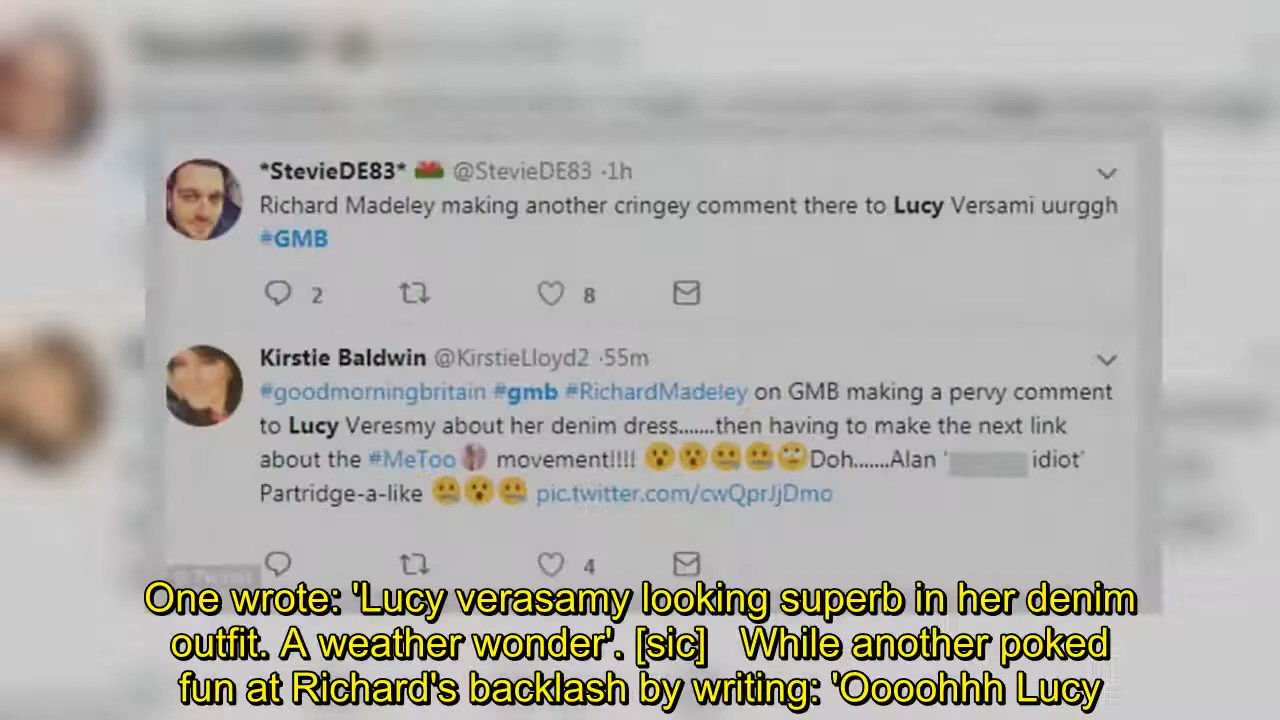 *StevieDE83* @StevieDE83 ·1h
Richard Madeley making another cringey comment there to Lucy Versami uurggh
#GMB
2 8
Kirstie Baldwin @KirstieLloyd2 ·55m
#goodmorningbritain #gmb #RichardMadeley on GMB making a pervy comment
to Lucy Veresmy about her denim dress.......then having to make the next link
about the #MeToo movement!!!! Doh.......Alan ' idiot'
Partridge-a-like pic.twitter.com/cwQprJjDmo
4
One wrote: 'Lucy verasamy looking superb in her denim
outfit. A weather wonder'. [sic] While another poked
fun at Richard's backlash by writing: 'Oooohhh Lucy